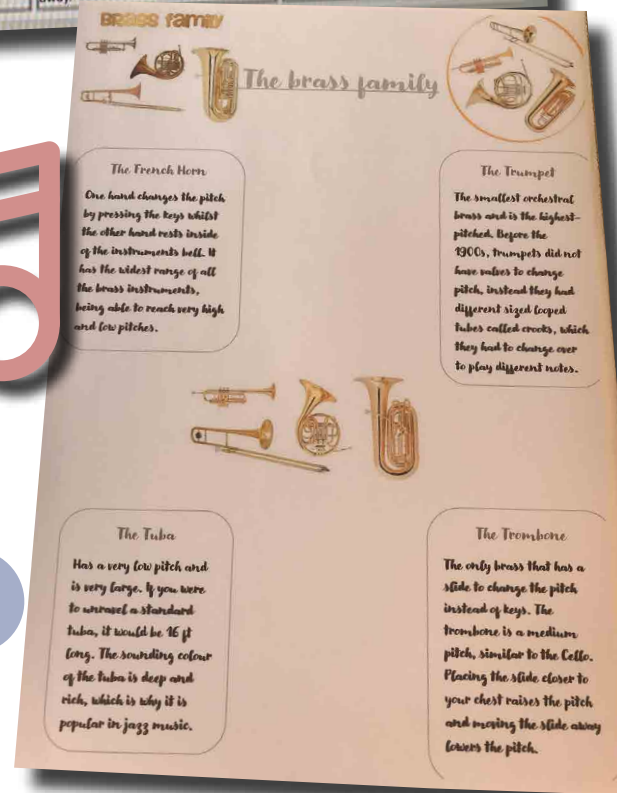 away.
BRASS family
The brass family
The French Horn
One hand changes the pitch
by pressing the keys whilst
the other hand rests inside
of the instruments bell. It
has the widest range of all
the brass instruments,
being able to reach very high
and low pitches.
The Trumpet
The smallest orchestral
brass and is the highest-
pitched. Before the
1900s, trumpets did not
have valves to change
pitch, instead they had
different sized looped
tubes called crooks, which
they had to change over
to play different notes.
The Tuba
Has a very low pitch and
is very large. If you were
to unravel a standard
tuba, it would be 16 ft
long. The sounding colour
of the tuba is deep and
rich, which is why it is
popular in jazz music.
The Trombone
The only brass that has a
slide to change the pitch
instead of keys. The
trombone is a medium
pitch, similar to the Cello.
Placing the slide closer to
your chest raises the pitch
and moving the slide away
lowers the pitch.